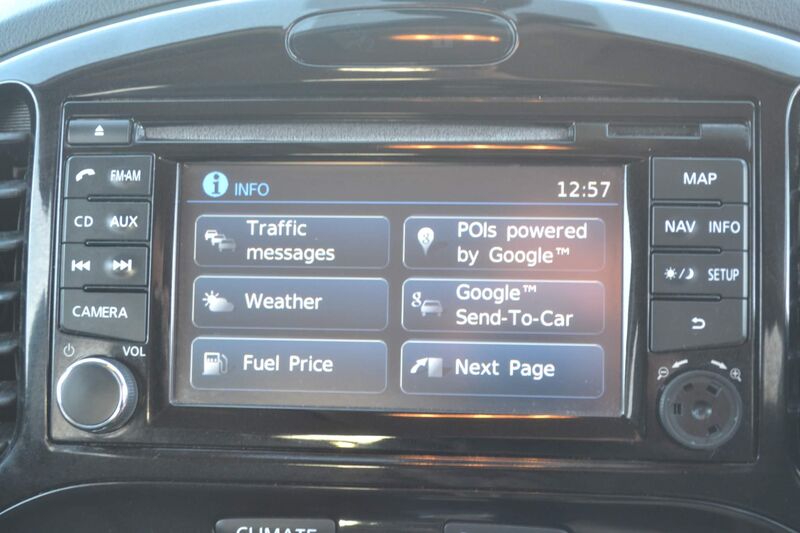 FM-AM
CD AUX
CAMERA
VOL
INFO
12:57
Traffic
messages
POIs powered
by Google™
Weather
Google™
Send-To-Car
Fuel Price
Next Page
MAP
NAV INFO
SETUP
CLIMATE